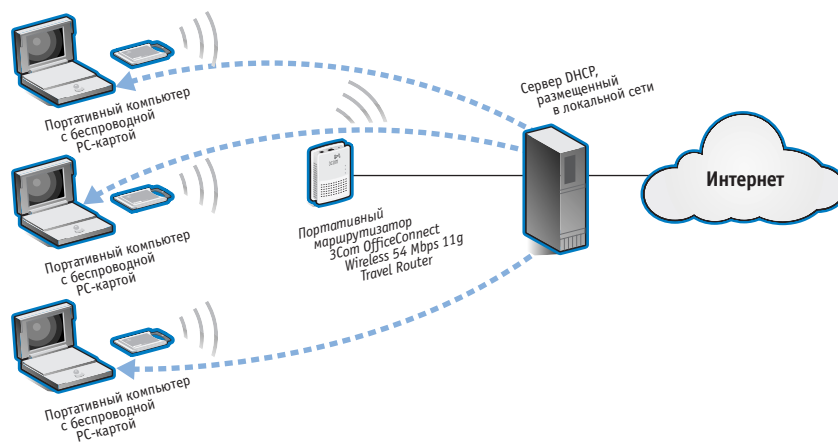 Портативный компьютер
с беспроводной
PC-картой
Сервер DHCP,
размещенный
в локальной сети
Интернет
Портативный
маршрутизатор
3Com OfficeConnect
Wireless 54 Mbps 11g
Travel Router
Портативный компьютер
с беспроводной
PC-картой
Портативный компьютер
с беспроводной
PC-картой